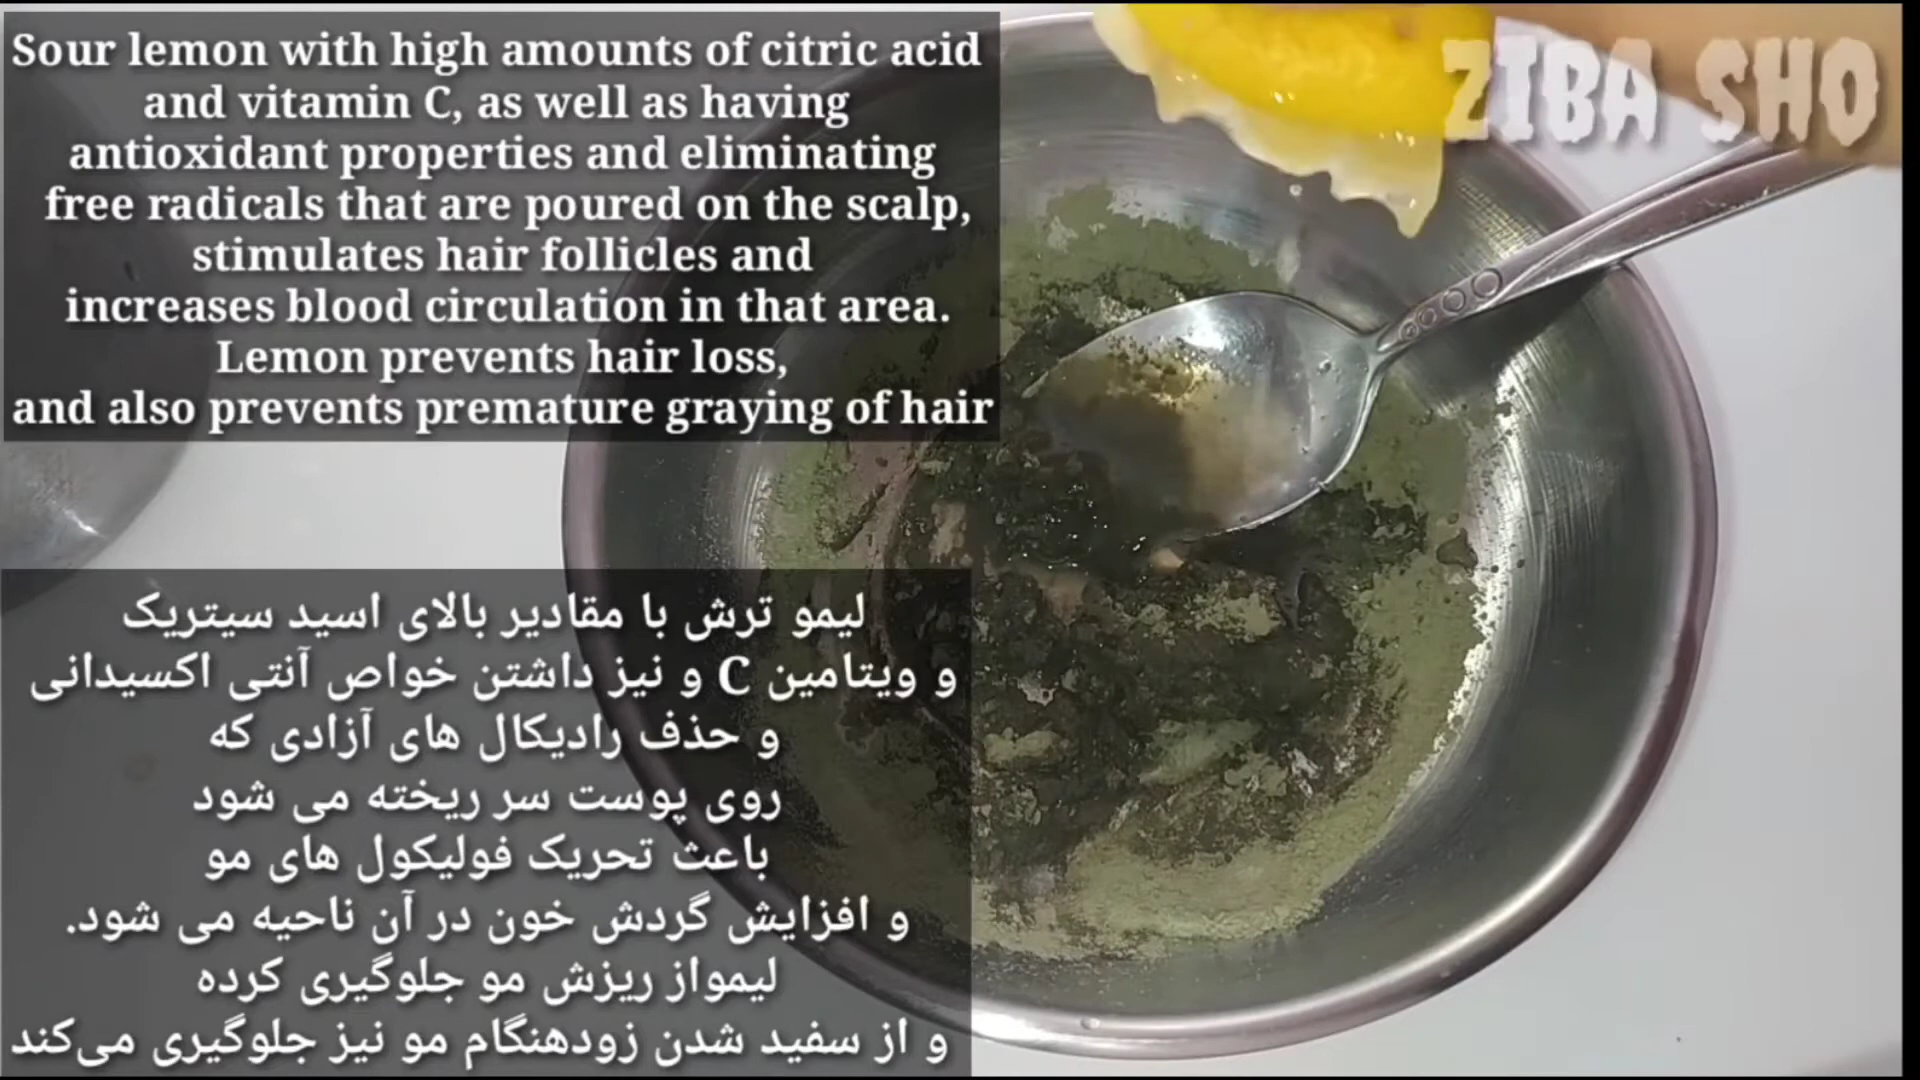 Sour lemon with high amounts of citric acid
and vitamin C, as well as having
antioxidant properties and eliminating
free radicals that are poured on the scalp,
stimulates hair follicles and
increases blood circulation in that area.
Lemon prevents hair loss,
and also prevents premature graying of hair
ZIBA SHO
لیمو ترش با مقادیر بالای اسید سیتریک
و ویتامین C و نیز داشتن خواص آنتی اکسیدانی
و حذف رادیکال های آزادی که
روی پوست سر ریخته می شود
باعث تحریک فولیکول های مو
و افزایش گردش خون در آن ناحیه می شود.
لیمواز ریزش مو جلوگیری کرده
و از سفید شدن زودهنگام مو نیز جلوگیری می‌کند